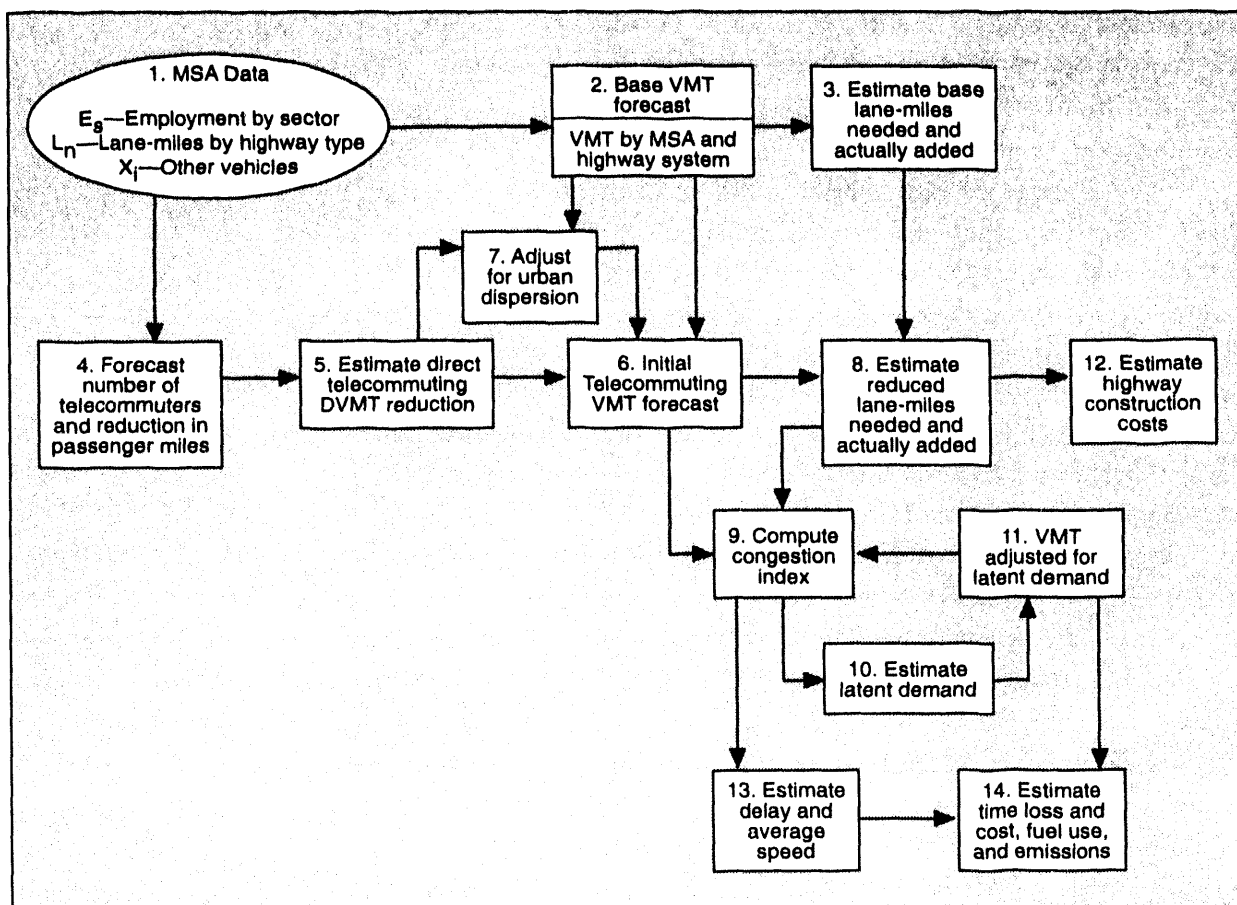 1. MSA Data
Es—Employment by sector
Ln—Lane-miles by highway type
Xi—Other vehicles
2. Base VMT
forecast
VMT by MSA and
highway system
3. Estimate base
lane-miles
needed and
actually added
7. Adjust
for urban
dispersion
4. Forecast
number of
telecommuters
and reduction in
passenger miles
5. Estimate direct
telecommuting
DVMT reduction
6. Initial
Telecommuting
VMT forecast
8. Estimate
reduced
lane-miles
needed and
actually added
12. Estimate
highway
construction
costs
9. Compute
congestion
index
11. VMT
adjusted for
latent demand
10. Estimate
latent demand
13. Estimate
delay and
average
speed
14. Estimate
time loss and
cost, fuel use,
and emissions